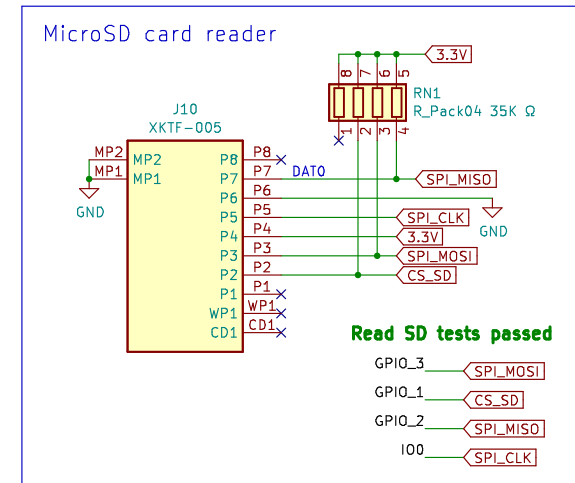 MicroSD card reader
3.3V
8 7 6 5
RN1
R_Pack04 35K Ω
1 2 3 4
J10
XKTF-005
MP2 MP2 P8 P8
MP1 MP1 P7 P7 DAT0 SPI_MISO
GND P6 P6
P5 P5 SPI_CLK GND
P4 P4 3.3V
P3 P3 SPI_MOSI
P2 P2 CS_SD
P1 P1
WP1 WP1
CD1 CD1
Read SD tests passed
GPIO_3 SPI_MOSI
GPIO_1 CS_SD
GPIO_2 SPI_MISO
IO0 SPI_CLK